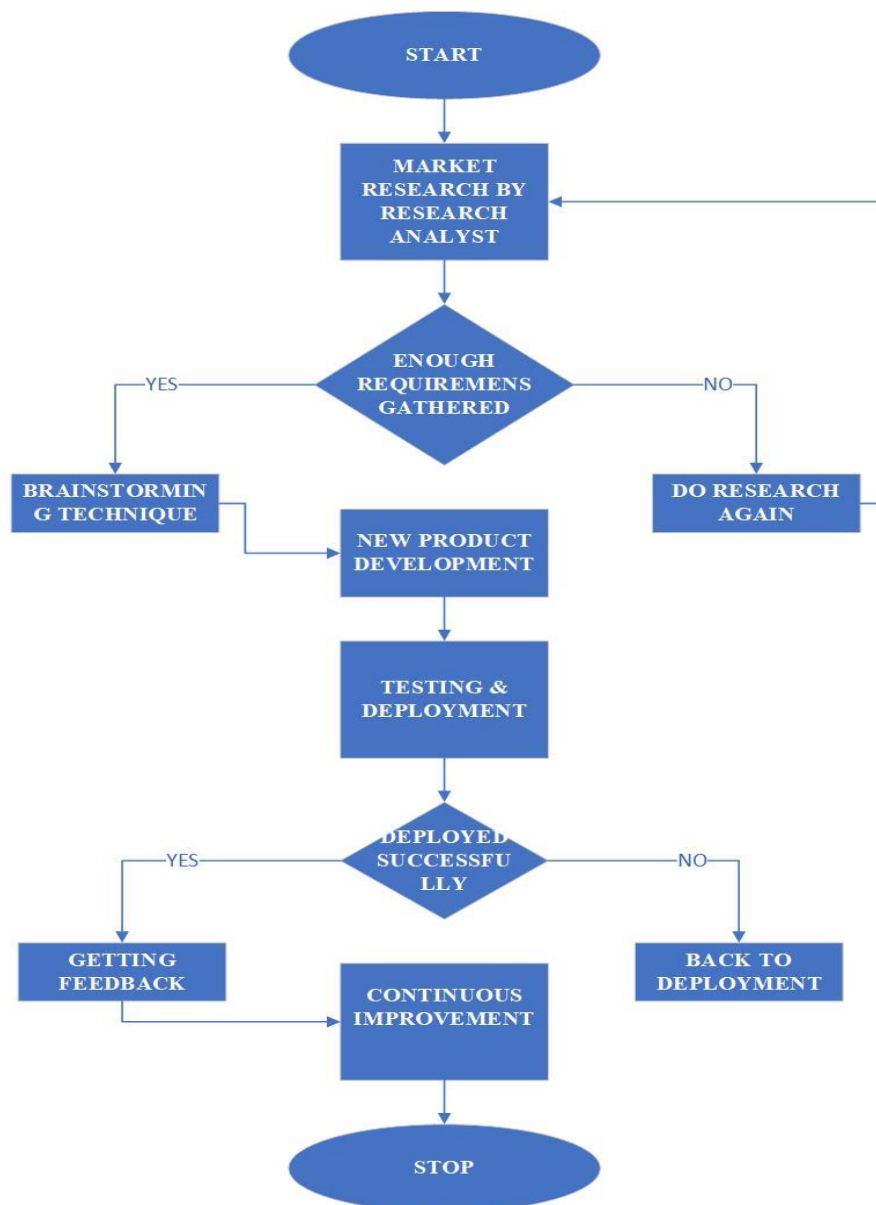 START
MARKET
RESEARCH BY
RESEARCH
ANALYST
ENOUGH
REQUIREMENS
GATHERED
YES
NO
BRAINSTORMIN
G TECHNIQUE
DO RESEARCH
AGAIN
NEW PRODUCT
DEVELOPMENT
TESTING &
DEPLOYMENT
DEPLOYED
SUCCESSFU
LLY
YES
NO
GETTING
FEEDBACK
BACK TO
DEPLOYMENT
CONTINUOUS
IMPROVEMENT
STOP